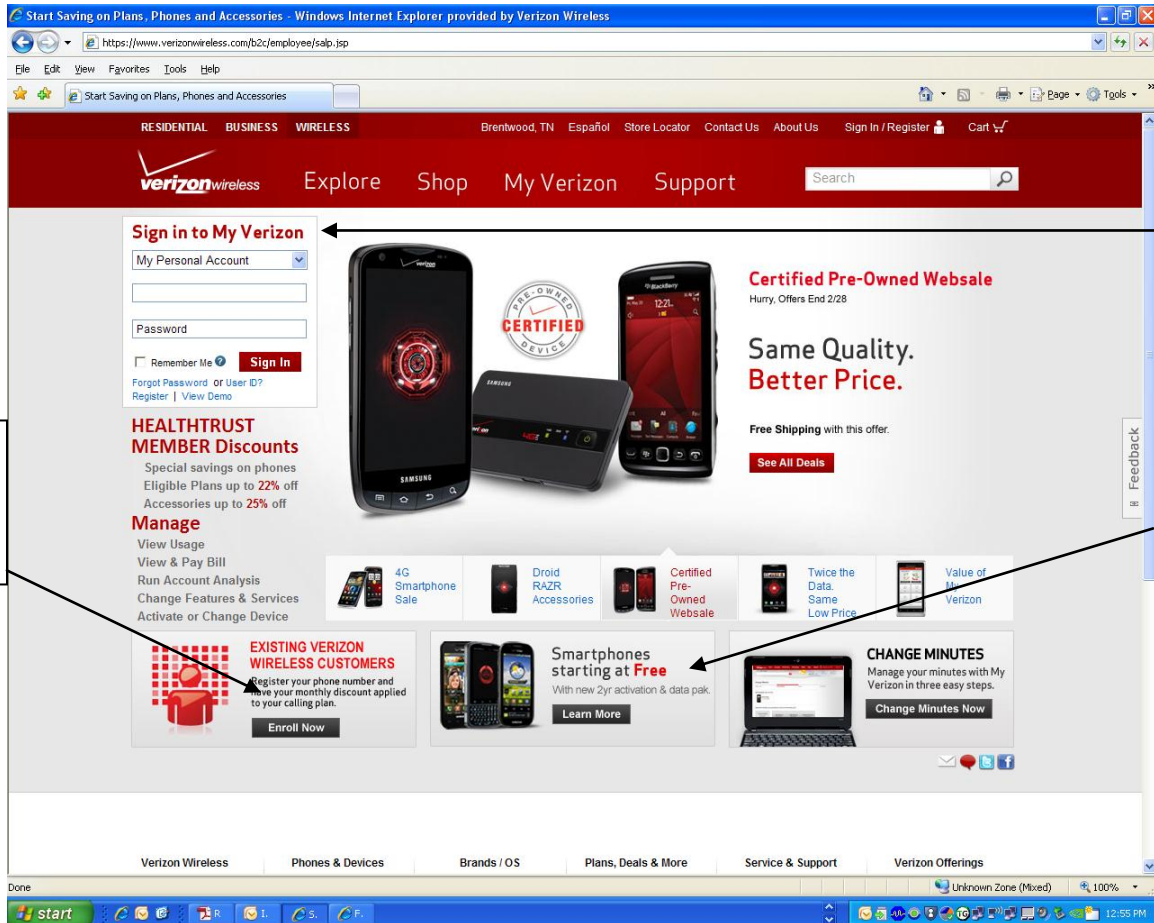 Start Saving on Plans, Phones and Accessories - Windows Internet Explorer provided by Verizon Wireless
https://www.verizonwireless.com/b2c/employee/salp.jsp
File Edit View Favorites Tools Help
Start Saving on Plans, Phones and Accessories
Page Tools
RESIDENTIAL BUSINESS WIRELESS Brentwood, TN Español Store Locator Contact Us About Us Sign In / Register Cart
verizonwireless Explore Shop My Verizon Support Search
Sign in to My Verizon
My Personal Account
Password
Remember Me Sign In
Forgot Password or User ID?
Register | View Demo
HEALTHTRUST
MEMBER Discounts
Special savings on phones
Eligible Plans up to 22% off
Accessories up to 25% off
Manage
View Usage
View & Pay Bill
Run Account Analysis
Change Features & Services
Activate or Change Device
verizon
SAMSUNG
PRE-OWNED
CERTIFIED
DEVICE
SAMSUNG
verizon
BlackBerry
12:21
Certified Pre-Owned Websale
Hurry, Offers End 2/28
Same Quality.
Better Price.
Free Shipping with this offer.
See All Deals
Feedback
4G
Smartphone
Sale
Droid
RAZR
Accessories
Certified
Pre-
Owned
Websale
Twice the
Data.
Same
Low Price
Value of
My
Verizon
EXISTING VERIZON
WIRELESS CUSTOMERS
Register your phone number and
have your monthly discount applied
to your calling plan.
Enroll Now
Smartphones
starting at Free
With new 2yr activation & data pak.
Learn More
CHANGE MINUTES
Manage your minutes with My
Verizon in three easy steps.
Change Minutes Now
Verizon Wireless Phones & Devices Brands / OS Plans, Deals & More Service & Support Verizon Offerings
Done Unknown Zone (Mixed) 100%
start R I. S. F. 12:55 PM